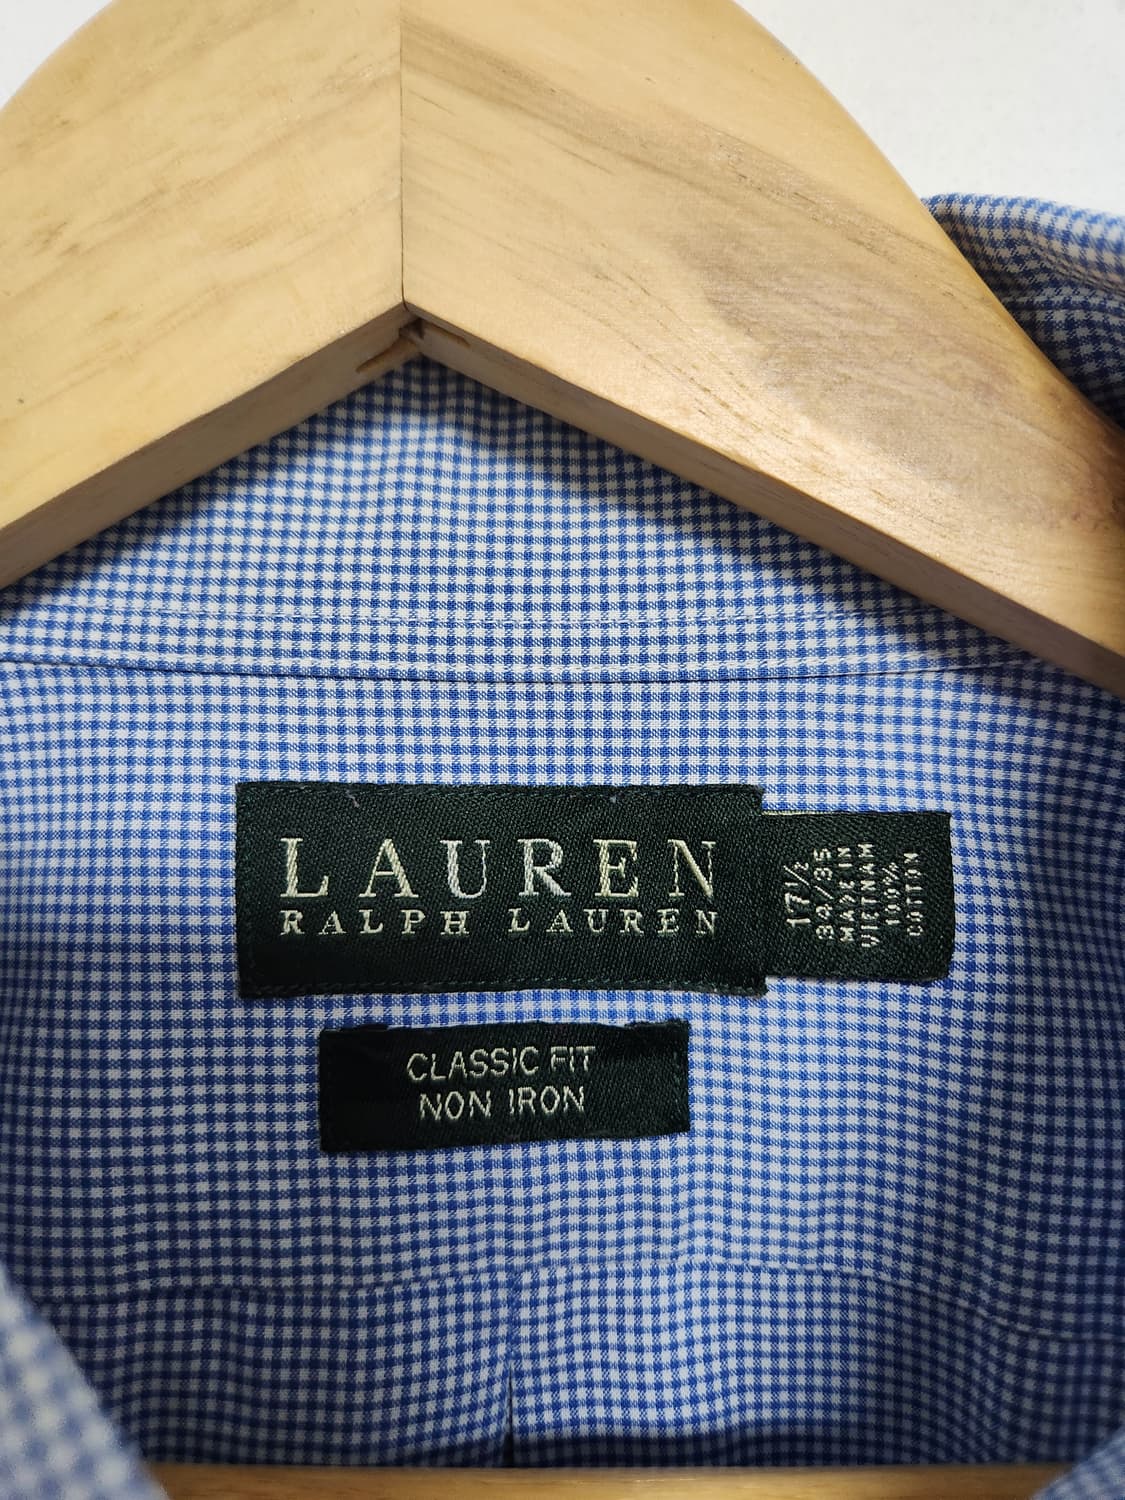 LAUREN
RALPH LAUREN
17½
34/35
MADE IN
VIETNAM
100%
COTTON
CLASSIC FIT
NON IRON